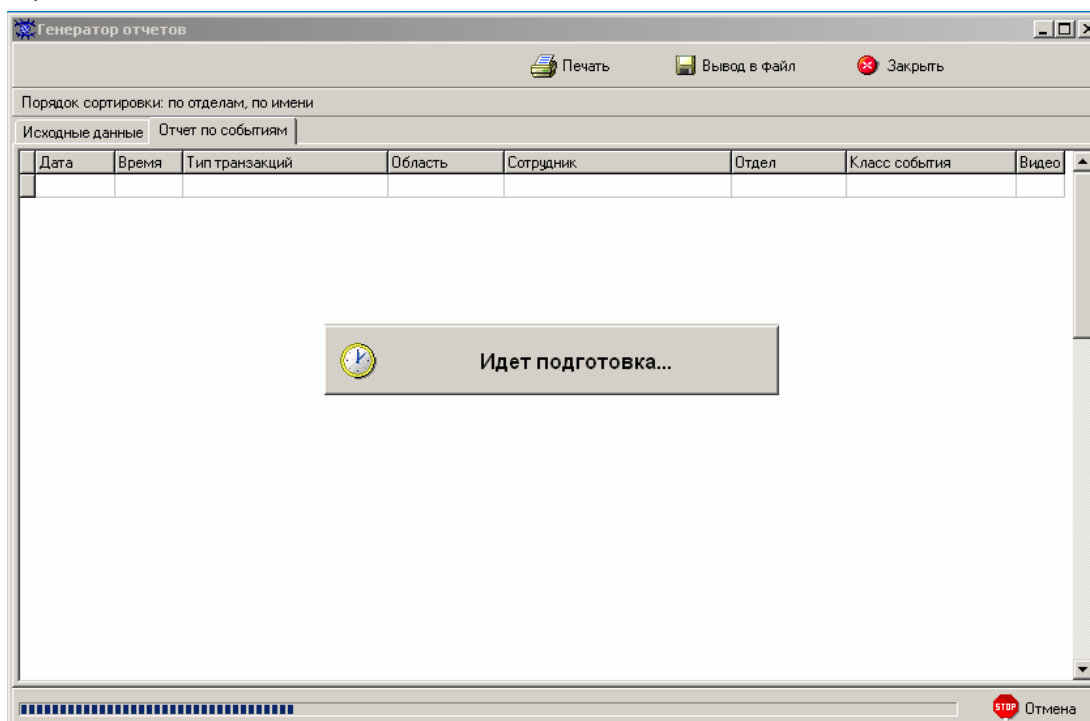 Генератор отчетов
Печать Вывод в файл Закрыть
Порядок сортировки: по отделам, по имени
Исходные данные Отчет по событиям
Дата Время Тип транзакций Область Сотрудник Отдел Класс события Видео
Идет подготовка...
STOP Отмена